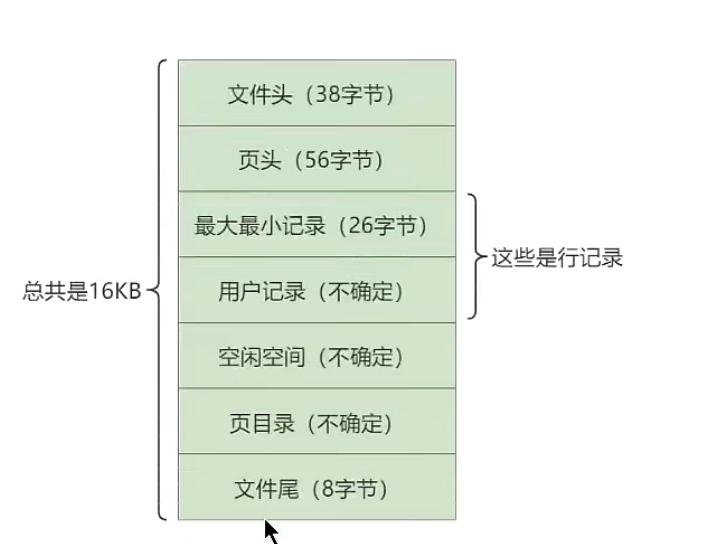 文件头（38字节）
页头（56字节）
最大最小记录（26字节）
这些是行记录
总共是16KB
用户记录（不确定）
空闲空间（不确定）
页目录（不确定）
文件尾（8字节）